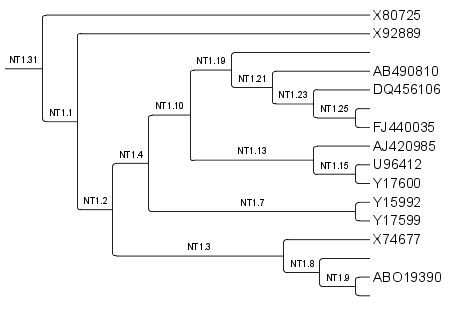 X80725
X92889
NT1.31
NT1.19
AB490810
NT1.21
DQ456106
NT1.23
NT1.1
NT1.10
NT1.25
FJ440035
AJ420985
NT1.13
NT1.4
U96412
NT1.15
Y17600
NT1.2
NT1.7
Y15992
Y17599
X74677
NT1.3
NT1.8
ABO19390
NT1.9